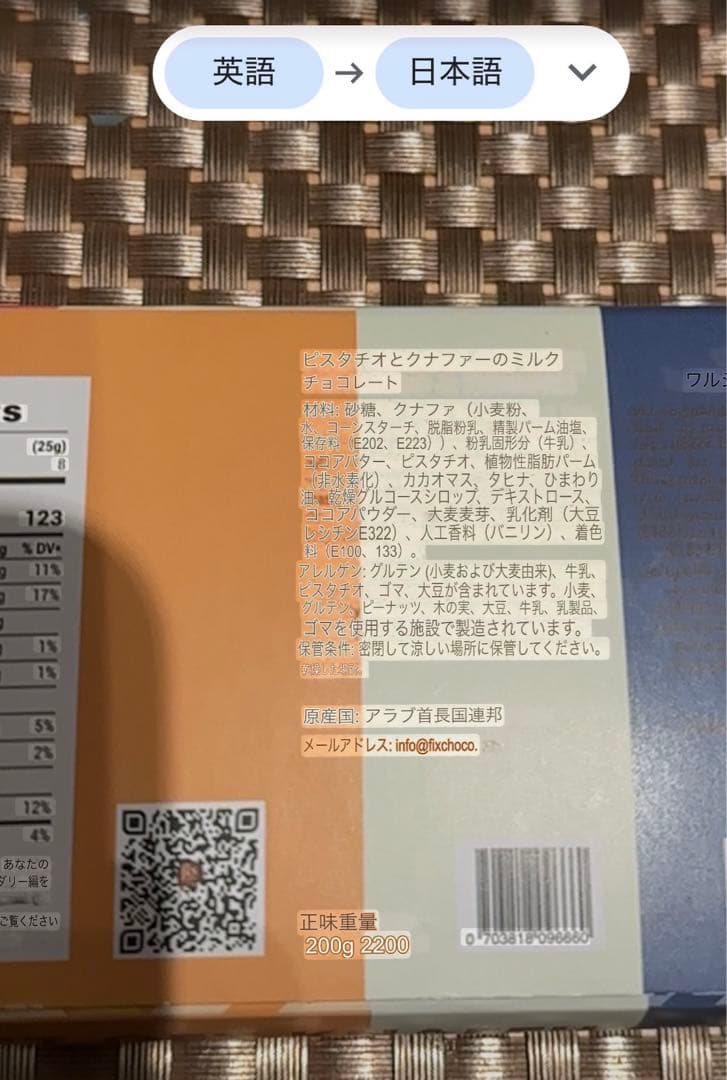 英語 → 日本語
ピスタチオとクナファーのミルク
チョコレート
ワル
材料: 砂糖、クナファ（小麦粉、
水、コーンスターチ、脱脂粉乳、精製パーム油塩、
保存料（E202、E223））、粉乳固形分（牛乳）、
ココアバター、ピスタチオ、植物性脂肪パーム
（非水素化）、カカオマス、タヒナ、ひまわり
油、乾燥グルコースシロップ、デキストロース、
ココアパウダー、大麦麦芽、乳化剤（大豆
レシチンE322）、人工香料（バニリン）、着色
料（E100、133）。
アレルゲン: グルテン (小麦および大麦由来)、牛乳、
ピスタチオ、ゴマ、大豆が含まれています。小麦、
グルテン、ピーナッツ、木の実、大豆、牛乳、乳製品、
ゴマを使用する施設で製造されています。
保管条件: 密閉して涼しい場所に保管してください。
原産国: アラブ首長国連邦
メールアドレス: info@fixchoco.
正味重量
200g 2200
0 703818 096660
s
(25g)
8
123
g % DV*
g 11%
g 17%
g
1%
1%
5%
2%
12%
4%
あなたの
ダリー編を
ご覧ください